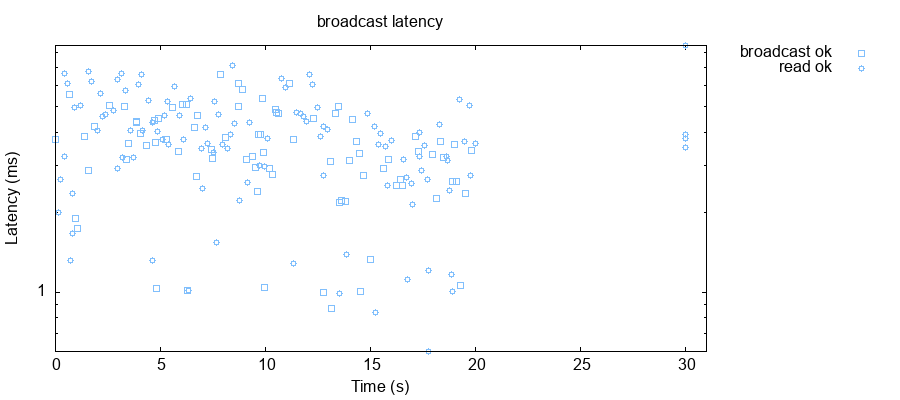 broadcast latency
broadcast ok
read ok
Latency (ms)
1
0 5 10 15 20 25 30
Time (s)